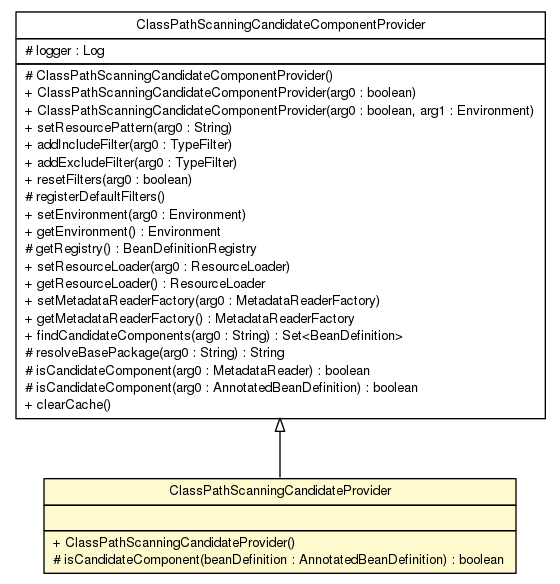 ClassPathScanningCandidateComponentProvider
# logger : Log
# ClassPathScanningCandidateComponentProvider()
+ ClassPathScanningCandidateComponentProvider(arg0 : boolean)
+ ClassPathScanningCandidateComponentProvider(arg0 : boolean, arg1 : Environment)
+ setResourcePattern(arg0 : String)
+ addIncludeFilter(arg0 : TypeFilter)
+ addExcludeFilter(arg0 : TypeFilter)
+ resetFilters(arg0 : boolean)
# registerDefaultFilters()
+ setEnvironment(arg0 : Environment)
+ getEnvironment() : Environment
# getRegistry() : BeanDefinitionRegistry
+ setResourceLoader(arg0 : ResourceLoader)
+ getResourceLoader() : ResourceLoader
+ setMetadataReaderFactory(arg0 : MetadataReaderFactory)
+ getMetadataReaderFactory() : MetadataReaderFactory
+ findCandidateComponents(arg0 : String) : Set<BeanDefinition>
# resolveBasePackage(arg0 : String) : String
# isCandidateComponent(arg0 : MetadataReader) : boolean
# isCandidateComponent(arg0 : AnnotatedBeanDefinition) : boolean
+ clearCache()
ClassPathScanningCandidateProvider
+ ClassPathScanningCandidateProvider()
# isCandidateComponent(beanDefinition : AnnotatedBeanDefinition) : boolean